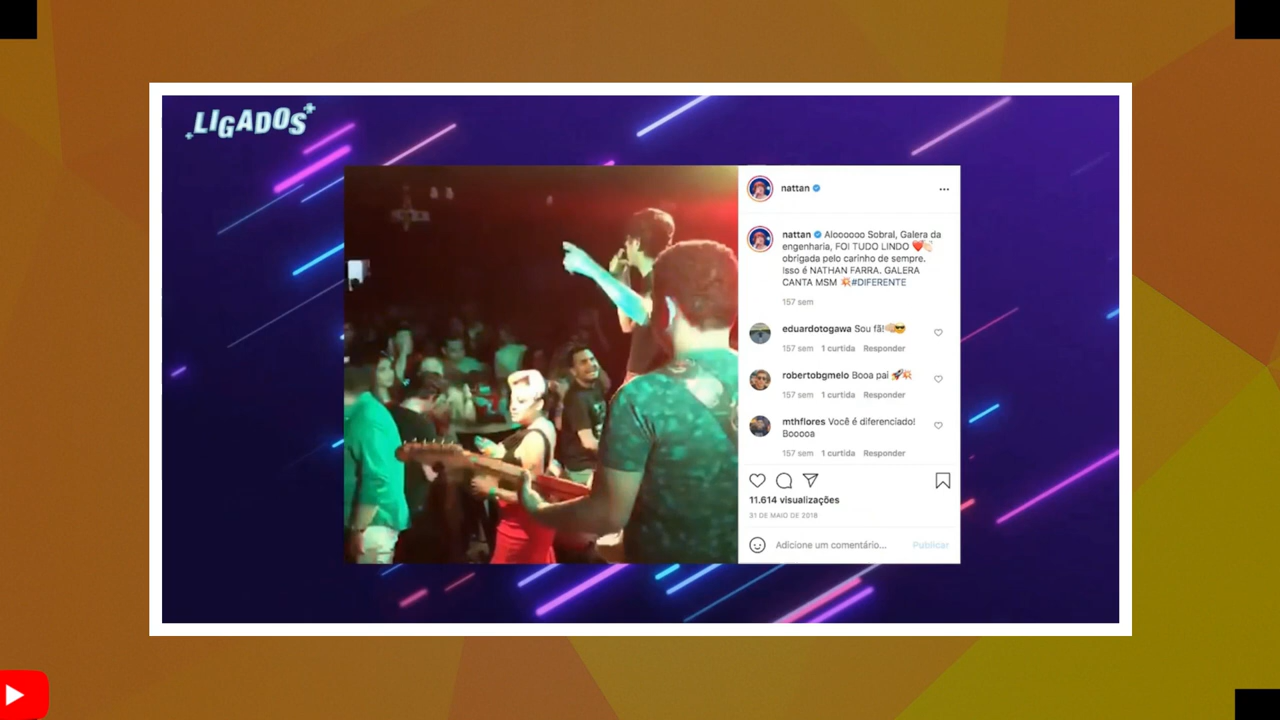 LIGADOS
nattan
nattan Aloooooo Sobral, Galera da
engenharia, FOI TUDO LINDO ❤️👏🏻
obrigada pelo carinho de sempre.
Isso é NATHAN FARRA. GALERA
CANTA MSM 💥#DIFERENTE
157 sem
eduardotogawa Sou fã!👏🏻😎
157 sem 1 curtida Responder
robertobgmelo Booa pai 🚀💥
157 sem 1 curtida Responder
mthflores Você é diferenciado!
Booooa
157 sem 1 curtida Responder
11.614 visualizações
31 DE MAIO DE 2018
Adicione um comentário... Publicar